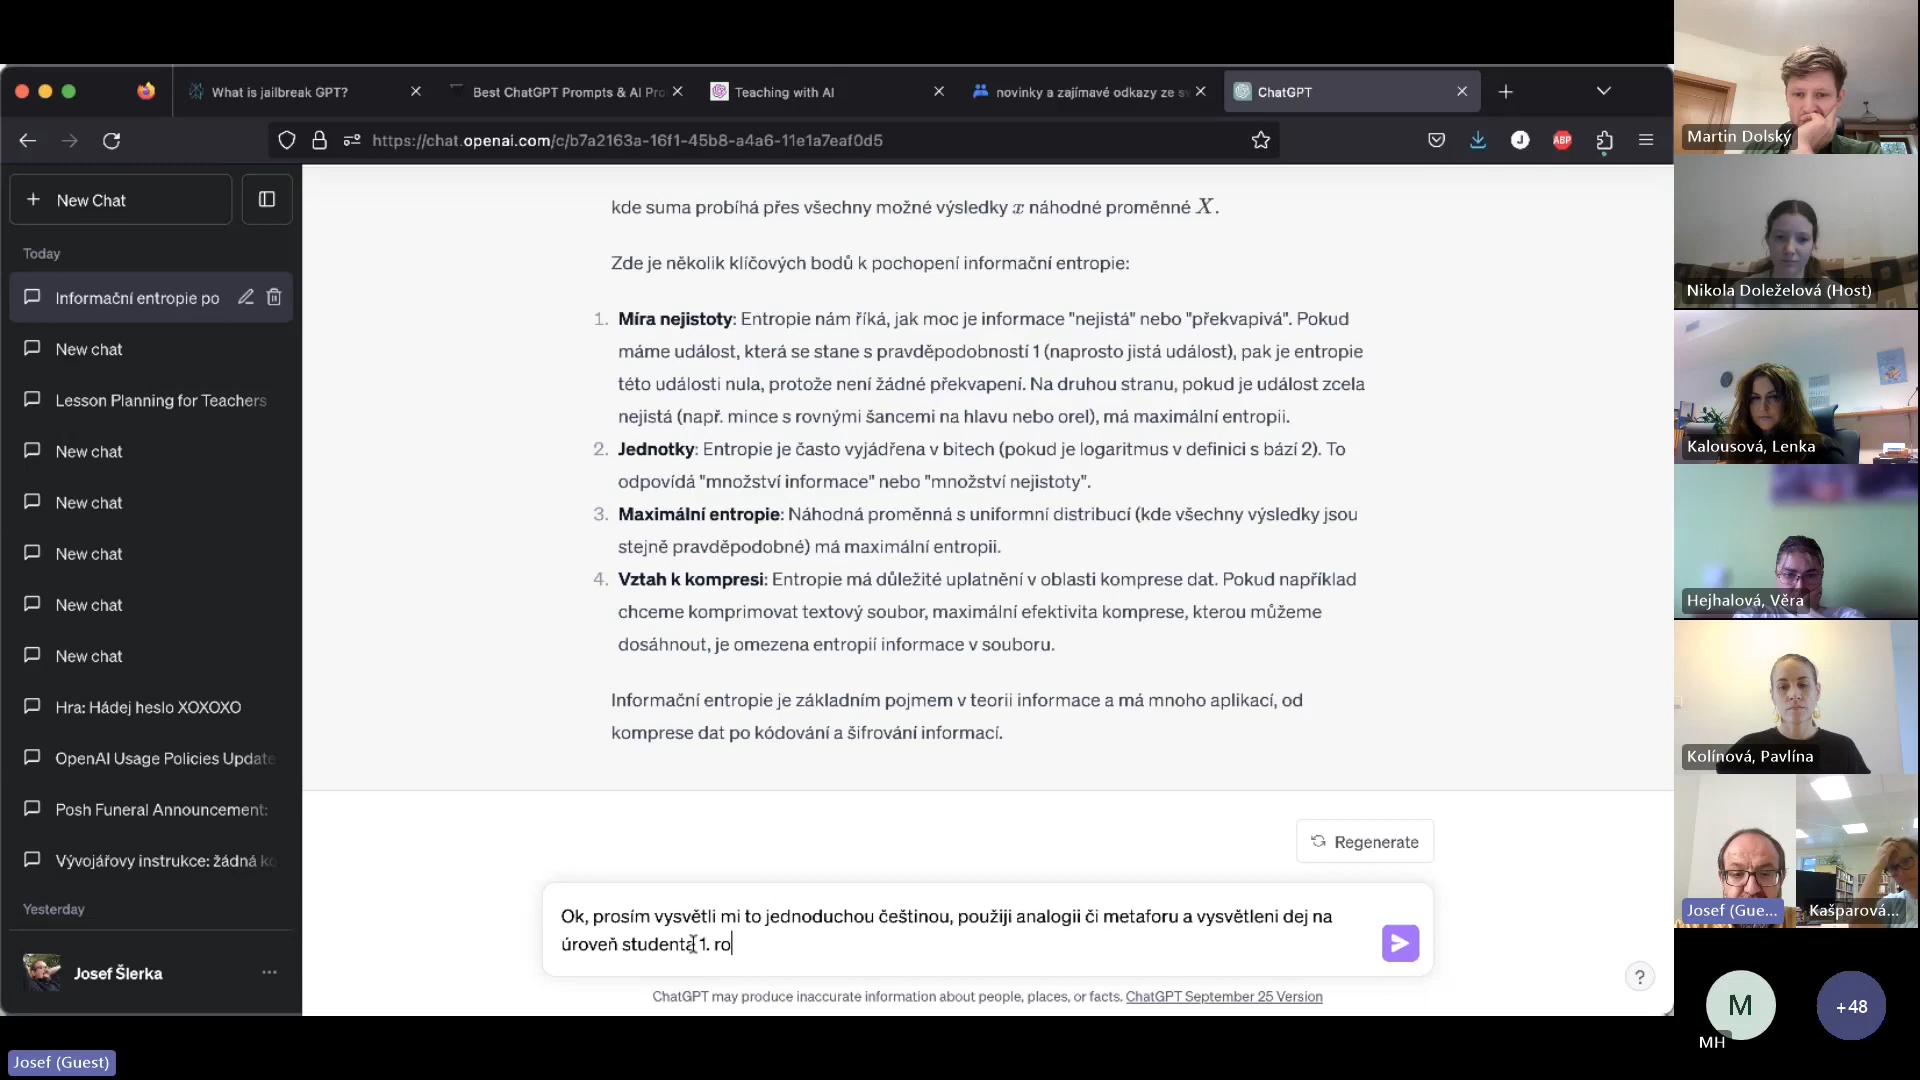 What is jailbreak GPT?
Best ChatGPT Prompts & AI Pro
Teaching with AI
novinky a zajímavé odkazy ze s
ChatGPT
https://chat.openai.com/c/b7a2163a-16f1-45b8-a4a6-11e1a7eaf0d5
J
ABP
New Chat
Today
Informační entropie po
New chat
Lesson Planning for Teachers
New chat
New chat
New chat
New chat
New chat
Hra: Hádej heslo XOXOXO
OpenAI Usage Policies Update
Posh Funeral Announcement:
Vývojářovy instrukce: žádná ko
Yesterday
Josef Šlerka
kde suma probíhá přes všechny možné výsledky x náhodné proměnné X.
Zde je několik klíčových bodů k pochopení informační entropie:
1. Míra nejistoty: Entropie nám říká, jak moc je informace "nejistá" nebo "překvapivá". Pokud
máme událost, která se stane s pravděpodobností 1 (naprosto jistá událost), pak je entropie
této události nula, protože není žádné překvapení. Na druhou stranu, pokud je událost zcela
nejistá (např. mince s rovnými šancemi na hlavu nebo orel), má maximální entropii.
2. Jednotky: Entropie je často vyjádřena v bitech (pokud je logaritmus v definici s bází 2). To
odpovídá "množství informace" nebo "množství nejistoty".
3. Maximální entropie: Náhodná proměnná s uniformní distribucí (kde všechny výsledky jsou
stejně pravděpodobné) má maximální entropii.
4. Vztah k kompresi: Entropie má důležité uplatnění v oblasti komprese dat. Pokud například
chceme komprimovat textový soubor, maximální efektivita komprese, kterou můžeme
dosáhnout, je omezena entropií informace v souboru.
Informační entropie je základním pojmem v teorii informace a má mnoho aplikací, od
komprese dat po kódování a šifrování informací.
Regenerate
Ok, prosím vysvětli mi to jednoduchou češtinou, použiji analogii či metaforu a vysvětleni dej na
úroveň studenta 1. ro
ChatGPT may produce inaccurate information about people, places, or facts. ChatGPT September 25 Version
?
Martin Dolský
Nikola Doleželová (Host)
Kalousová, Lenka
Hejhalová, Věra
Kolínová, Pavlína
Josef (Gue...
Kašparová...
M
MH
+48
Josef (Guest)